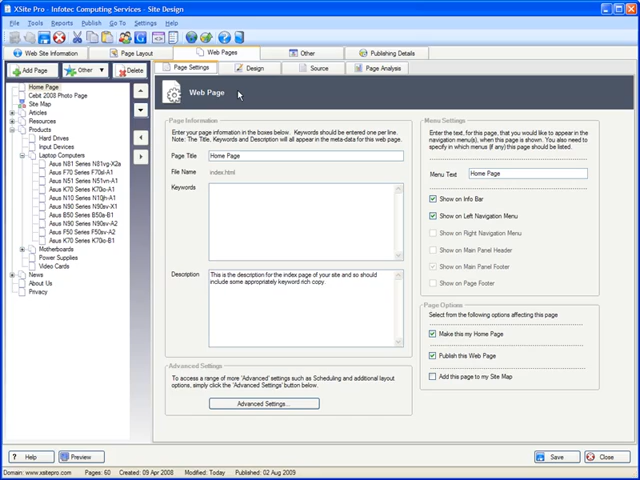 XSite Pro - Infotec Computing Services - Site Design
File Tools Reports Publish Go To Settings Help
Web Site Information Page Layout Web Pages Other Publishing Details
Add Page Other Delete
Page Settings Design Source Page Analysis
Home Page
Cebit 2008 Photo Page
Site Map
Articles
Resources
Products
Hard Drives
Input Devices
Laptop Computers
Asus N81 Series N81vg-X2a
Asus F70 Series F70sl-A1
Asus N51 Series N51vn-A1
Asus K70 Series K70io-A1
Asus N10 Series N10jh-A1
Asus N90 Series N90sv-X1
Asus B50 Series B50a-B1
Asus N90 Series N90sv-A2
Asus F50 Series F50sv-A2
Asus K70 Series K70io-B1
Motherboards
Power Supplies
Video Cards
News
About Us
Privacy
Web Page
Page Information
Enter your page information in the boxes below. Keywords should be entered one per line.
Note: The Title, Keywords and Description will all appear in the meta-data for this web page.
Page Title Home Page
File Name index.html
Keywords
Description This is the description for the index page of your site and so should
include some appropriately keyword rich copy.
Advanced Settings
To access a range of more 'Advanced' settings such as Scheduling and additional layout
options, simply click the 'Advanced Settings' button below.
Advanced Settings...
Menu Settings
Enter the text, for this page, that you would like to appear in the
navigation menu(s), when this page is shown. You also need to
specify in which menus (if any) this page should be listed.
Menu Text Home Page
Show on Info Bar
Show on Left Navigation Menu
Show on Right Navigation Menu
Show on Main Panel Header
Show on Main Panel Footer
Show on Page Footer
Page Options
Select from the following options affecting this page
Make this my Home Page
Publish this Web Page
Add this page to my Site Map
? Help Preview Save Close
Domain: www.xsitepro.com Pages: 60 Created: 09 Apr 2008 Modified: Today Published: 02 Aug 2009